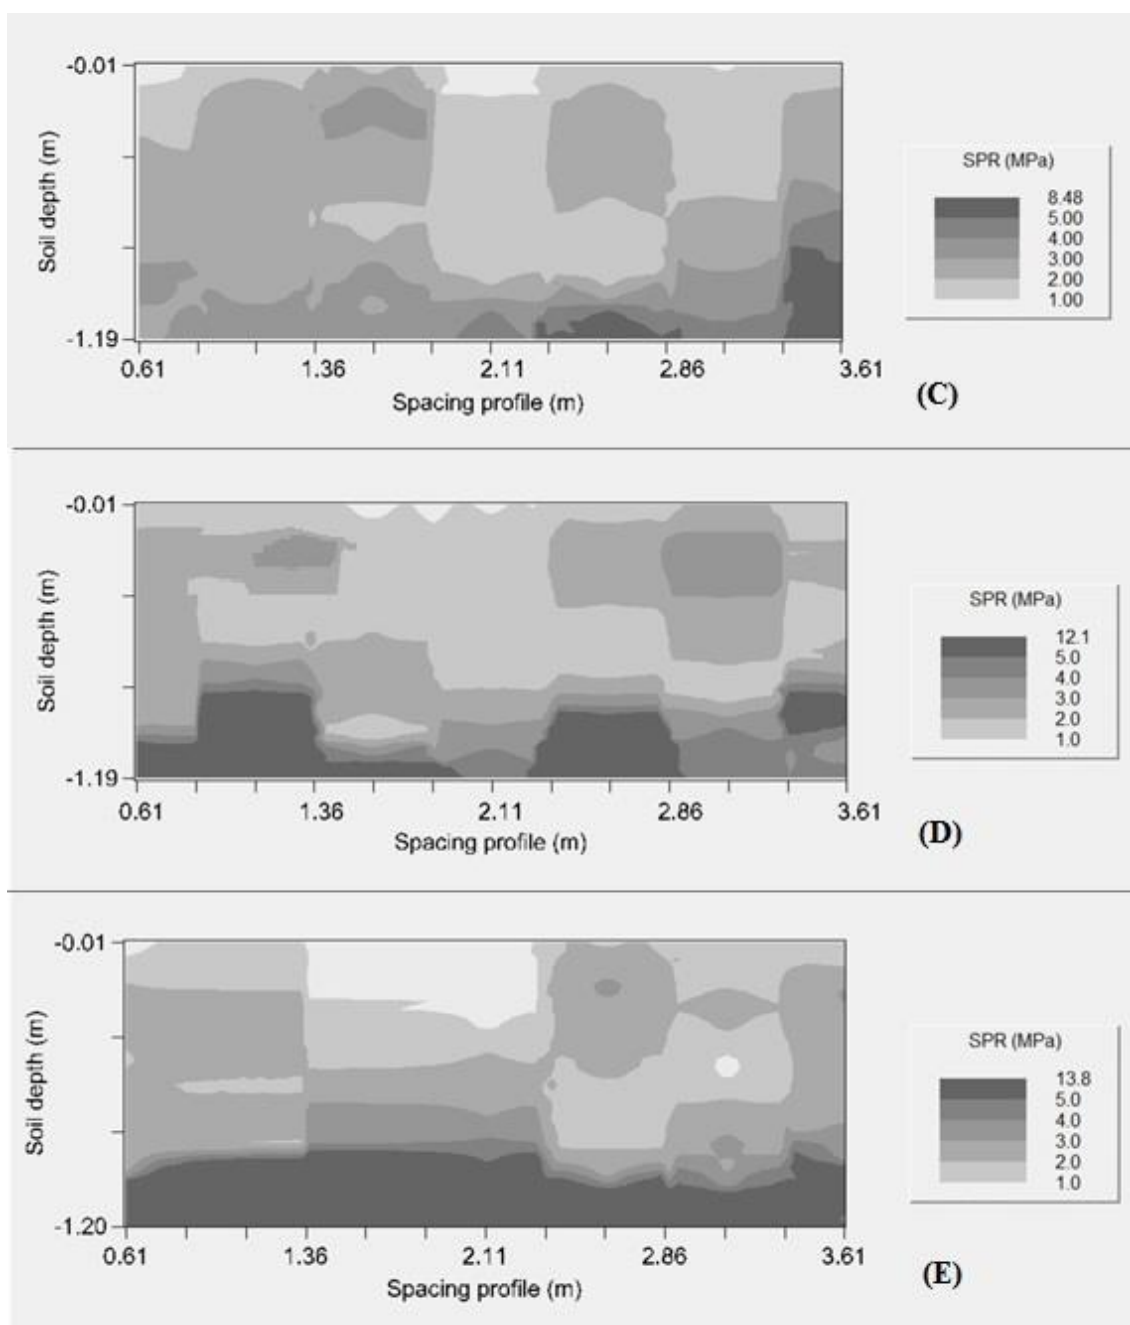 -0.01
Soil depth (m)
-1.19
0.61 1.36 2.11 2.86 3.61
Spacing profile (m)
SPR (MPa)
8.48
5.00
4.00
3.00
2.00
1.00
(C)
-0.01
Soil depth (m)
-1.19
0.61 1.36 2.11 2.86 3.61
Spacing profile (m)
SPR (MPa)
12.1
5.0
4.0
3.0
2.0
1.0
(D)
-0.01
Soil depth (m)
-1.20
0.61 1.36 2.11 2.86 3.61
Spacing profile (m)
SPR (MPa)
13.8
5.0
4.0
3.0
2.0
1.0
(E)